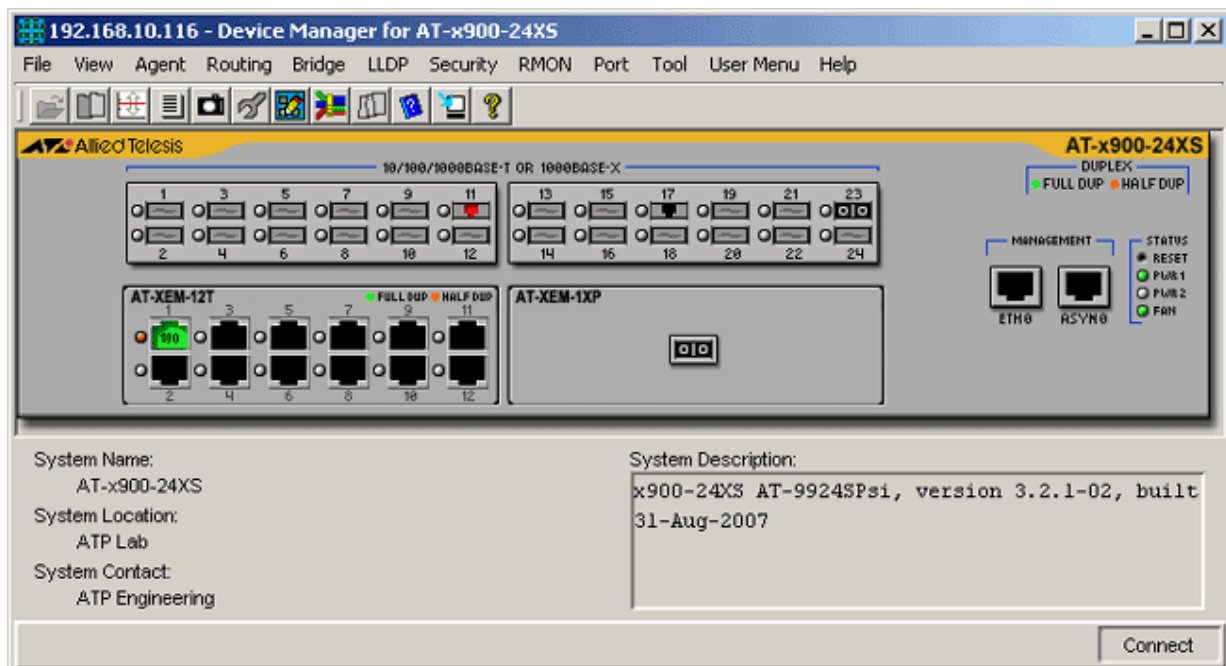 192.168.10.116 - Device Manager for AT-x900-24XS
File View Agent Routing Bridge LLDP Security RMON Port Tool User Menu Help
Allied Telesis
AT-x900-24XS
10/100/1000BASE-T OR 1000BASE-X
DUPLEX
FULL DUP HALF DUP
1 3 5 7 9 11 13 15 17 19 21 23
2 4 6 8 10 12 14 16 18 20 22 24
MANAGEMENT
STATUS
RESET
PWR1
PWR2
FAN
ETH0 ASYN0
AT-XEM-12T FULL DUP HALF DUP
1 3 5 7 9 11
100
2 4 6 8 10 12
AT-XEM-1XP
System Name:
AT-x900-24XS
System Location:
ATP Lab
System Contact:
ATP Engineering
System Description:
x900-24XS AT-9924SPsi, version 3.2.1-02, built
31-Aug-2007
Connect